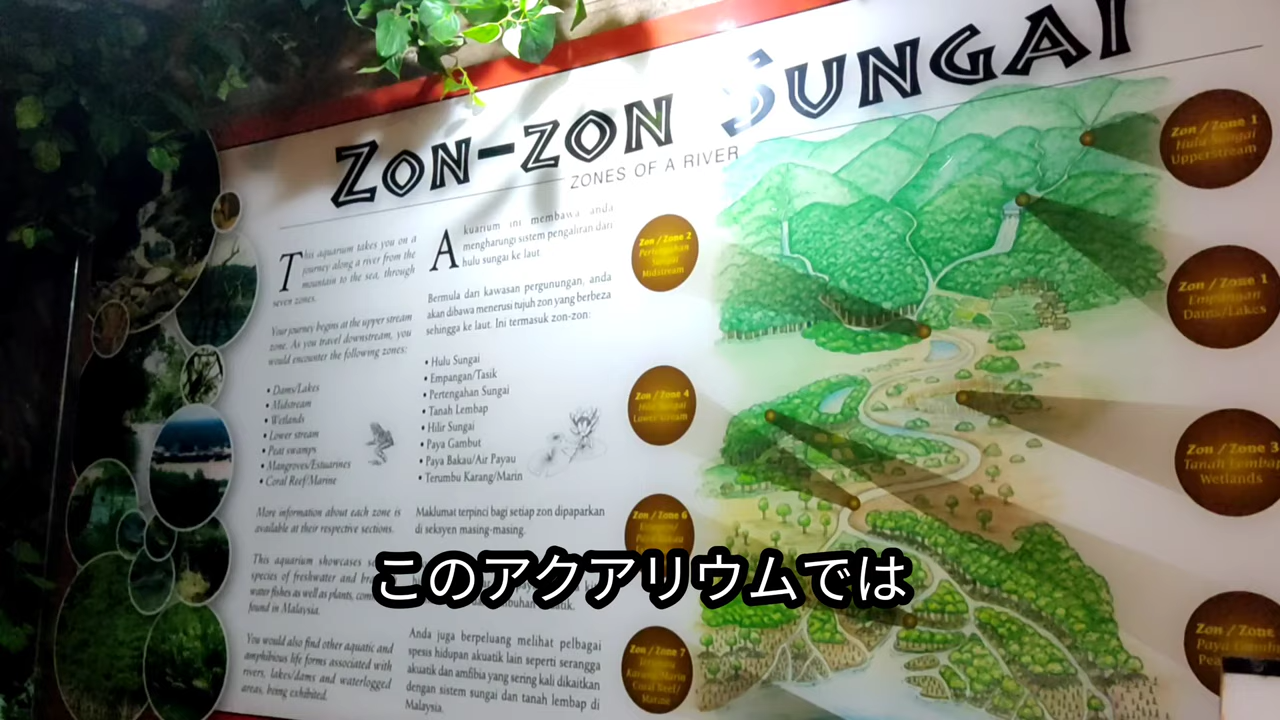 ZON-ZON SUNGAI
ZONES OF A RIVER
This aquarium takes you on a
journey along a river from the
mountain to the sea, through
seven zones.
Your journey begins at the upper stream
zone. As you travel downstream, you
would encounter the following zones:
• Dams/Lakes
• Midstream
• Wetlands
• Lower stream
• Peat swamps
• Mangroves/Estuarines
• Coral Reef/Marine
More information about each zone is
available at their respective sections.
This aquarium showcases
species of freshwater and
water fishes as well as plants,
found in Malaysia.
You would also find other aquatic and
amphibious life forms associated with
rivers, lakes/dams and waterlogged
areas, being exhibited.
Akuarium ini membawa anda
mengharungi sistem pengaliran dari
hulu sungai ke laut
Bermula dari kawasan pergunungan, anda
akan dibawa menerusi tujuh zon yang berbeza
sehingga ke laut. Ini termasuk zon-zon:
• Hulu Sungai
• Empangan/Tasik
• Pertengahan Sungai
• Tanah Lembap
• Hilir Sungai
• Paya Gambut
• Paya Bakau/Air Payau
• Terumbu Karang/Marin
Maklumat terpinci bagi setiap zon dipaparkan
di seksyen masing-masing.
Anda juga berpeluang melihat pelbagai
spesis hidupan akuatik lain seperti serangga
akuatik dan amfibia yang sering kali dikaitkan
dengan sistem sungai dan tanah lembap di
Malaysia.
Zon / Zone 2
Pertengahan
Sungai
Midstream
Zon / Zone 4
Hilir Sungai
Lower stream
Zon / Zone 6
Zon / Zone 7
Terumbu
Karang/Marin
Coral Reef/
Marine
Zon / Zone 1
Hulu Sungai
Upperstream
Zon / Zone 1
Empangan
Dams/Lakes
Zon / Zone 3
Tanah Lembap
Wetlands
Zon / Zone
Paya
このアクアリウムでは